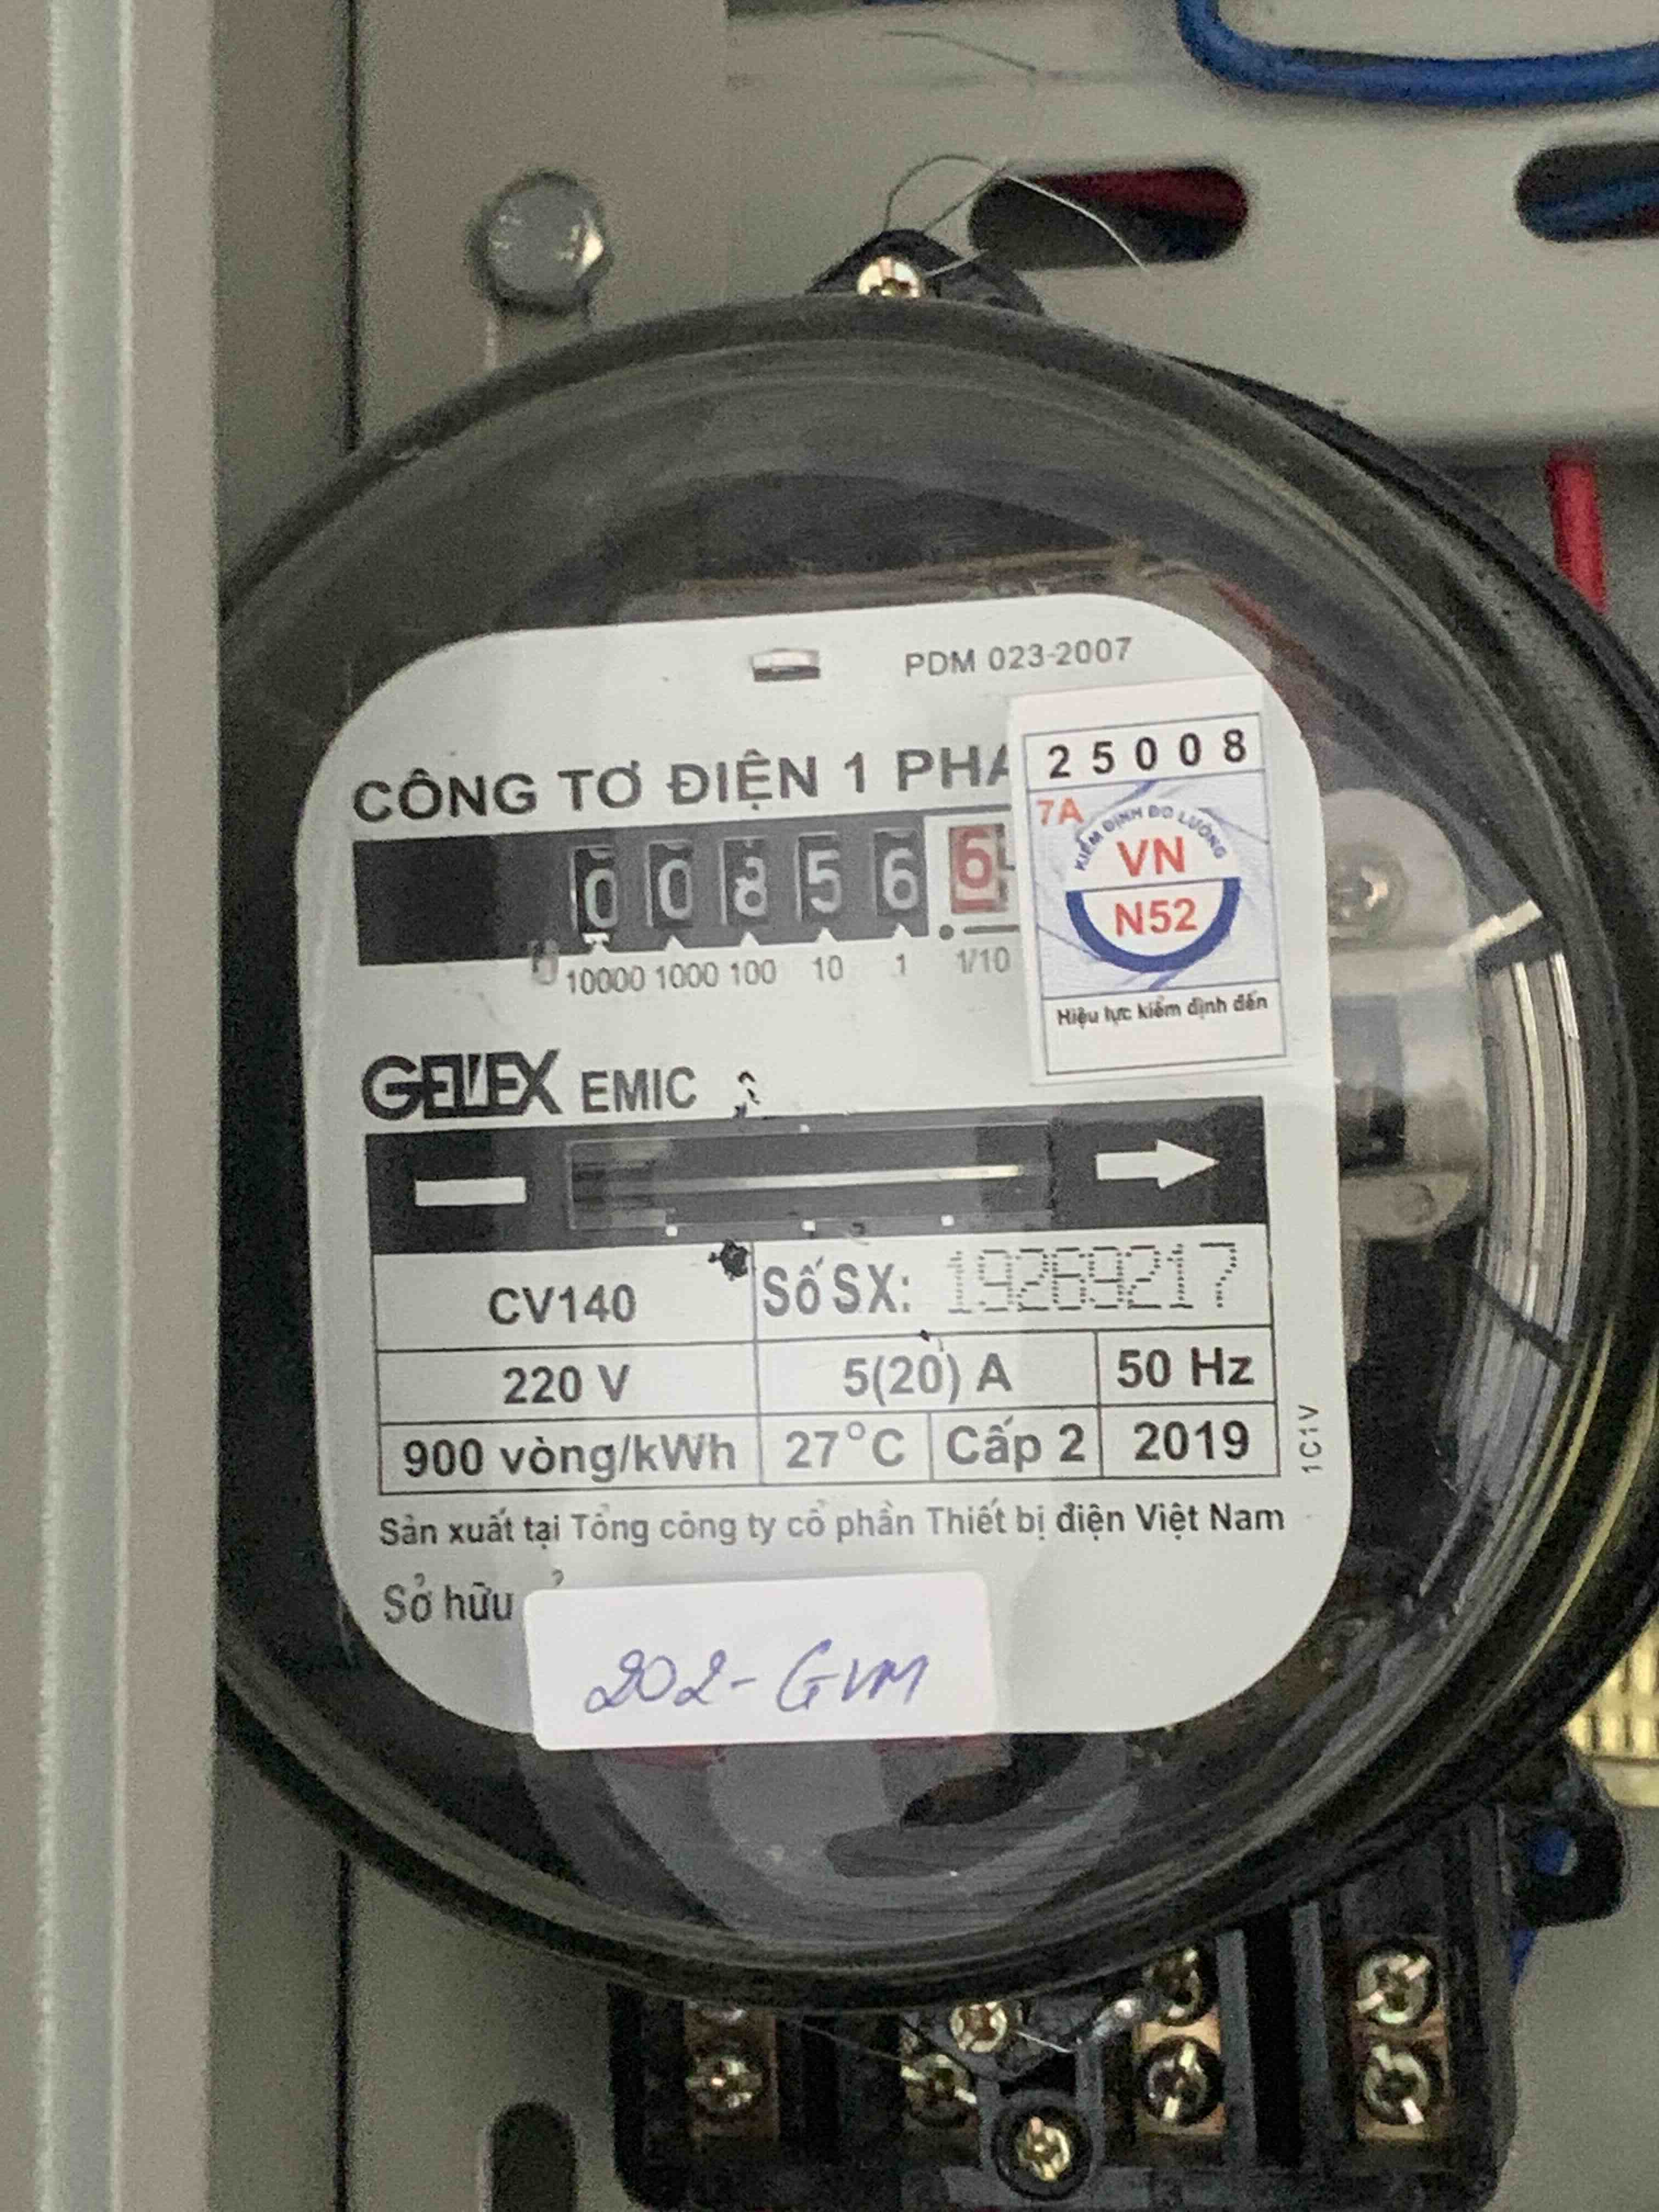 PDM 023-2007
CÔNG TƠ ĐIỆN 1 PHA
25008
7A
KIỂM ĐỊNH ĐO LƯỜNG
VN
N52
Hiệu lực kiểm định đến
0 0 8 5 6 6
10000 1000 100 10 1 1/10
GELEX EMIC
CV140 Số SX: 19269217
220 V 5(20) A 50 Hz
900 vòng/kWh 27°C Cấp 2 2019
1C1V
Sản xuất tại Tổng công ty cổ phần Thiết bị điện Việt Nam
Sở hữu
202-GVM